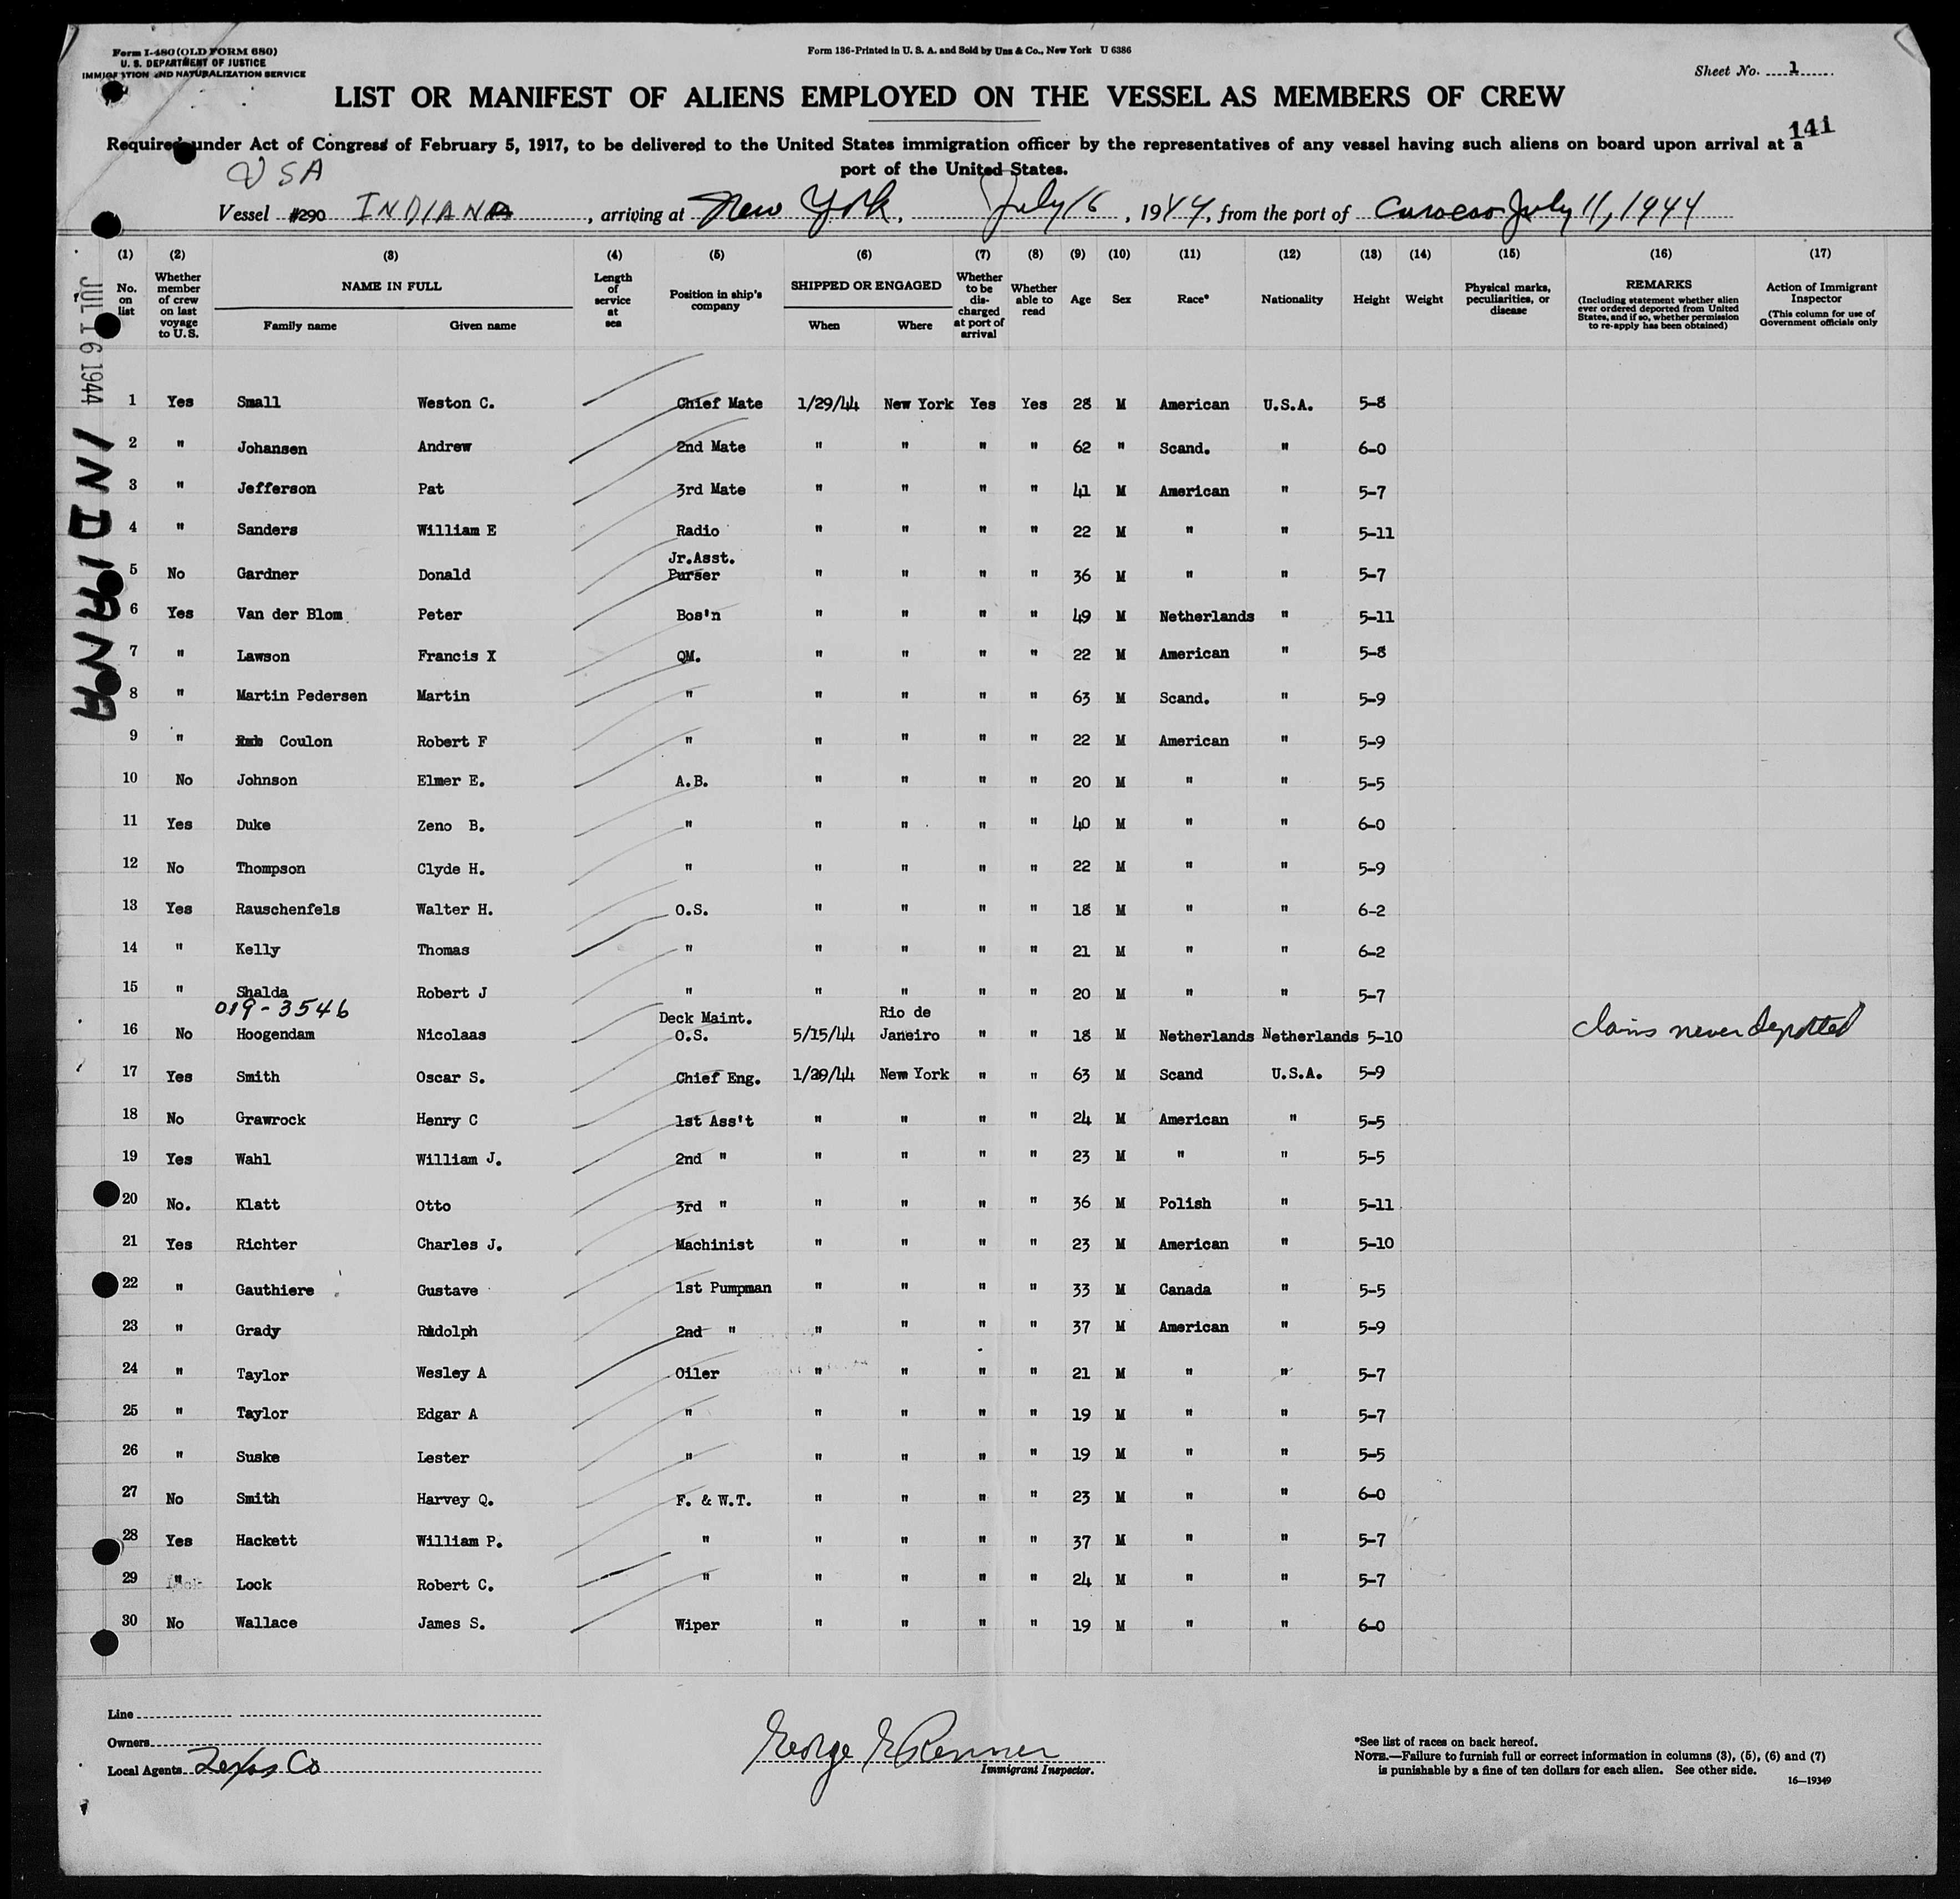 Form I-480 (OLD FORM 680)
U. S. DEPARTMENT OF JUSTICE
IMMIGRATION AND NATURALIZATION SERVICE
Form 136-Printed in U. S. A. and Sold by Unz & Co., New York U 6386
Sheet No. 1
LIST OR MANIFEST OF ALIENS EMPLOYED ON THE VESSEL AS MEMBERS OF CREW
141
Required under Act of Congress of February 5, 1917, to be delivered to the United States immigration officer by the representatives of any vessel having such aliens on board upon arrival at a
port of the United States.
USA
Vessel #290 INDIANA, arriving at New York, July 16, 1944, from the port of Curacao July 11, 1944
(1) (2) (3) (4) (5) (6) (7) (8) (9) (10) (11) (12) (13) (14) (15) (16) (17)
No. on list
Whether member of crew on last voyage to U.S.
NAME IN FULL
Family name Given name
Length of service at sea
Position in ship's company
SHIPPED OR ENGAGED
When Where
Whether to be discharged at port of arrival
Whether able to read
Age Sex Race* Nationality Height Weight
Physical marks, peculiarities, or disease
REMARKS
(Including statement whether alien ever ordered deported from United States, and if so, whether permission to re-apply has been obtained)
Action of Immigrant Inspector
(This column for use of Government officials only
JUL 16 1944
INDIANA
1 Yes Small Weston C. Chief Mate 1/29/44 New York Yes Yes 28 M American U.S.A. 5-8
2 " Johansen Andrew 2nd Mate " " " " 62 " Scand. " 6-0
3 " Jefferson Pat 3rd Mate " " " " 41 M American " 5-7
4 " Sanders William E Radio " " " " 22 M " " 5-11
5 No Gardner Donald Jr.Asst. Purser " " " " 36 M " " 5-7
6 Yes Van der Blom Peter Bos'n " " " " 49 M Netherlands " 5-11
7 " Lawson Francis X QM. " " " " 22 M American " 5-8
8 " Martin Pedersen Martin " " " " " 63 M Scand. " 5-9
9 " Coulon Robert F " " " " " 22 M American " 5-9
10 No Johnson Elmer E. A.B. " " " " 20 M " " 5-5
11 Yes Duke Zeno B. " " " " " 40 M " " 6-0
12 No Thompson Clyde H. " " " " " 22 M " " 5-9
13 Yes Rauschenfels Walter H. O.S. " " " " 18 M " " 6-2
14 " Kelly Thomas " " " " " 21 M " " 6-2
15 " Shalda Robert J " " " " " 20 M " " 5-7
019-3546
16 No Hoogendam Nicolaas Deck Maint. O.S. 5/15/44 Rio de Janeiro " " 18 M Netherlands Netherlands 5-10 claims never deported
17 Yes Smith Oscar S. Chief Eng. 1/29/44 New York " " 63 M Scand U.S.A. 5-9
18 No Grawrock Henry C 1st Ass't " " " " 24 M American " 5-5
19 Yes Wahl William J. 2nd " " " " " 23 M " " 5-5
20 No. Klatt Otto 3rd " " " " " 36 M Polish " 5-11
21 Yes Richter Charles J. Machinist " " " " 23 M American " 5-10
22 " Gauthiere Gustave 1st Pumpman " " " " 33 M Canada " 5-5
23 " Grady Rudolph 2nd " " " " " 37 M American " 5-9
24 " Taylor Wesley A Oiler " " " " 21 M " " 5-7
25 " Taylor Edgar A " " " " " 19 M " " 5-7
26 " Suske Lester " " " " " 19 M " " 5-5
27 No Smith Harvey Q. F. & W.T. " " " " 23 M " " 6-0
28 Yes Hackett William P. " " " " " 37 M " " 5-7
29 " Lock Robert C. " " " " " 24 M " " 5-7
30 No Wallace James S. Wiper " " " " 19 M " " 6-0
Line
Owners
Local Agents Texas Co
George E Renner
Immigrant Inspector.
*See list of races on back hereof.
NOTE.—Failure to furnish full or correct information in columns (3), (5), (6) and (7)
is punishable by a fine of ten dollars for each alien. See other side.
16—19349